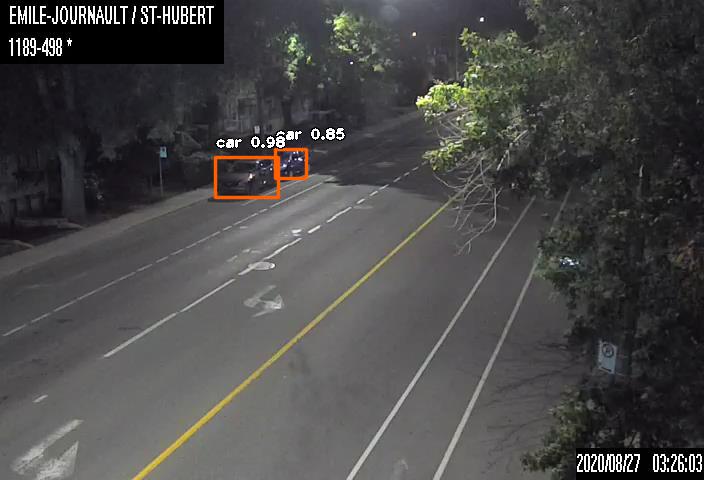 EMILE-JOURNAULT / ST-HUBERT
1189-498 *
car 0.98
car 0.85
2020/08/27 03:26:03